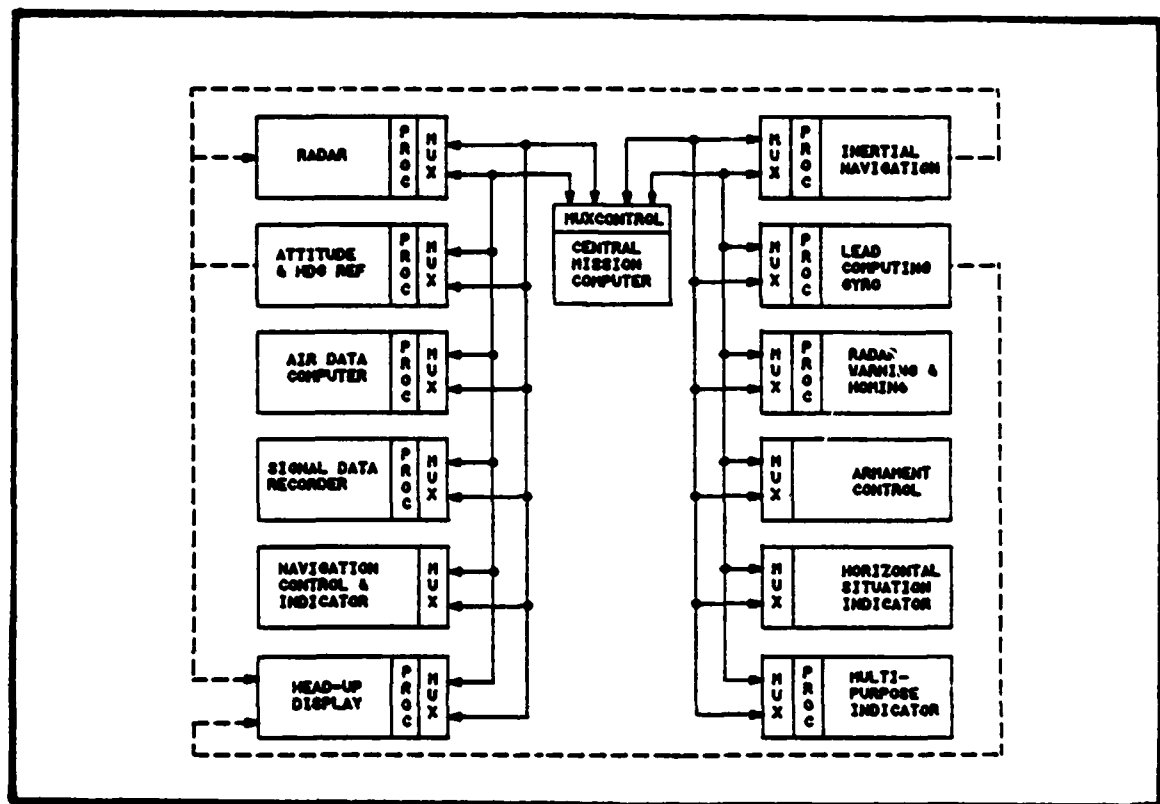 RADAR
PROC
MUX
ATTITUDE
& HDG REF
PROC
MUX
AIR DATA
COMPUTER
PROC
MUX
SIGNAL DATA
RECORDER
PROC
MUX
NAVIGATION
CONTROL &
INDICATOR
MUX
HEAD-UP
DISPLAY
PROC
MUX
MUXCONTROL
CENTRAL
MISSION
COMPUTER
MUX
PROC
INERTIAL
NAVIGATION
MUX
PROC
LEAD
COMPUTING
GYRO
MUX
PROC
RADAR
WARNING &
HOMING
MUX
ARMAMENT
CONTROL
MUX
HORIZONTAL
SITUATION
INDICATOR
MUX
PROC
MULTI-
PURPOSE
INDICATOR